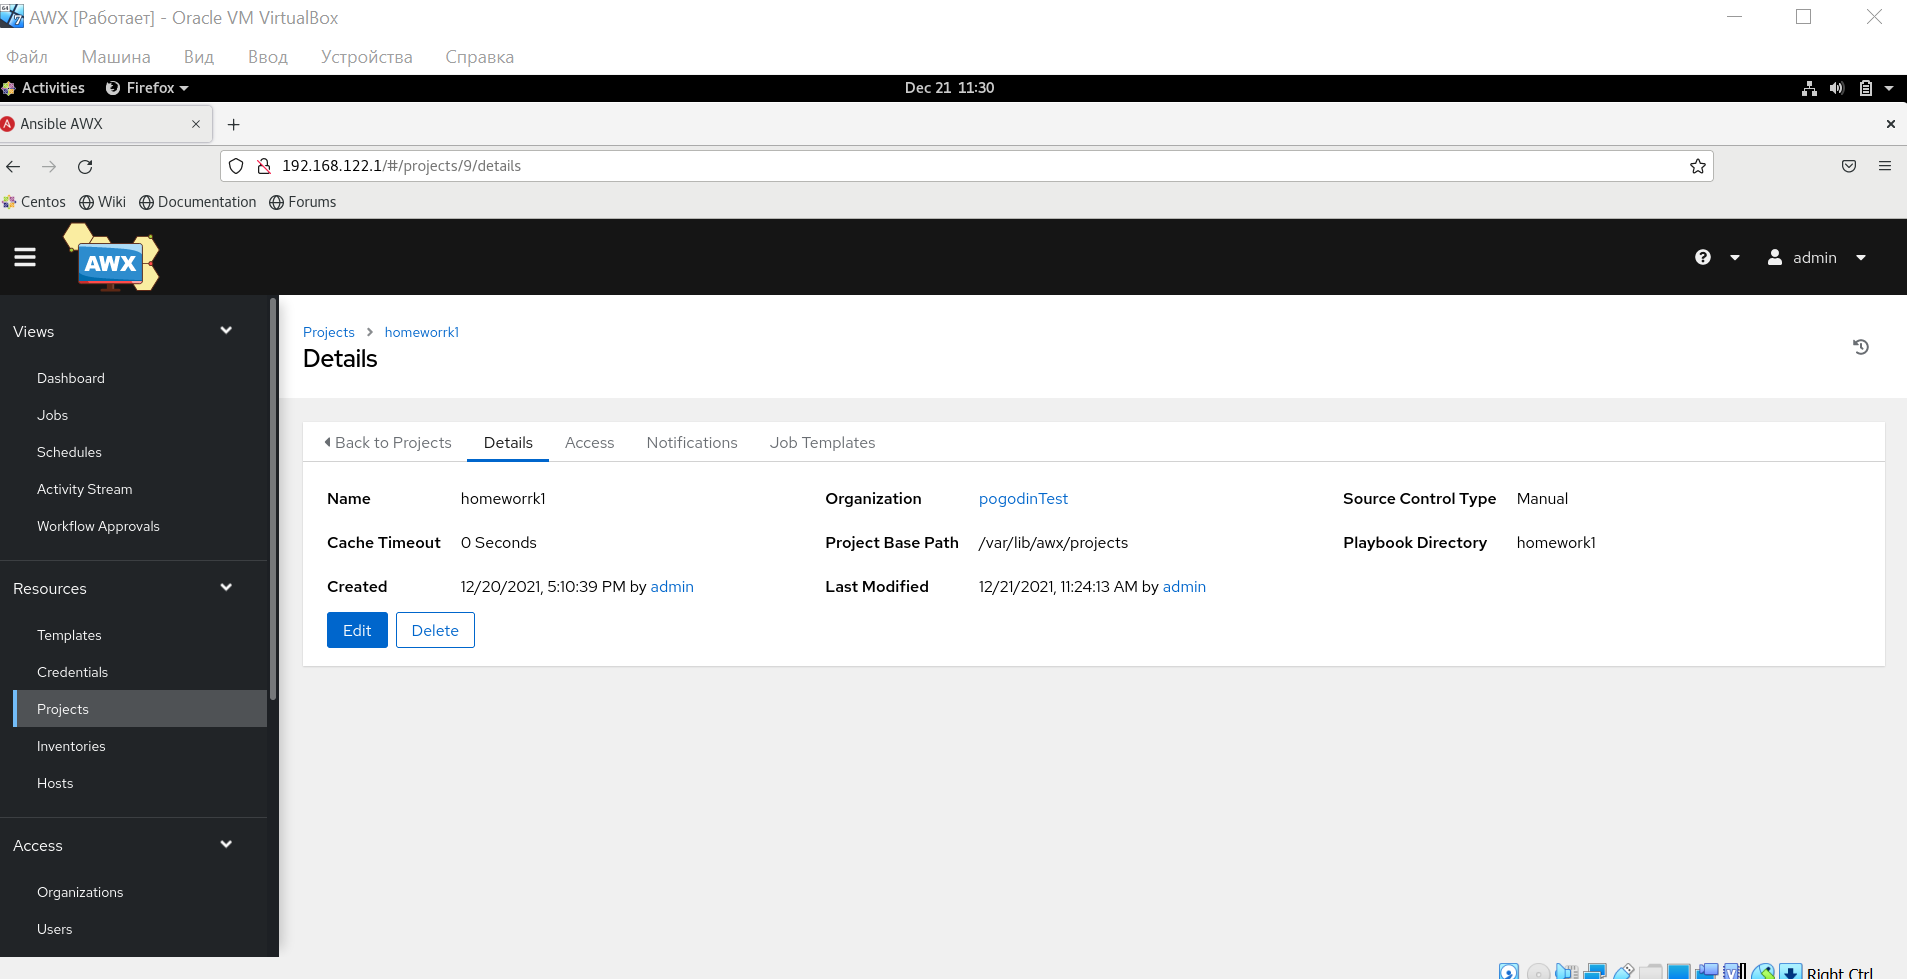 AWX [Работает] - Oracle VM VirtualBox
Файл Машина Вид Ввод Устройства Справка
Activities Firefox Dec 21 11:30
Ansible AWX
192.168.122.1/#/projects/9/details
Centos Wiki Documentation Forums
AWX
admin
Views
Dashboard
Jobs
Schedules
Activity Stream
Workflow Approvals
Resources
Templates
Credentials
Projects
Inventories
Hosts
Access
Organizations
Users
Projects homeworrk1
Details
Back to Projects Details Access Notifications Job Templates
Name homeworrk1 Organization pogodinTest Source Control Type Manual
Cache Timeout 0 Seconds Project Base Path /var/lib/awx/projects Playbook Directory homework1
Created 12/20/2021, 5:10:39 PM by admin Last Modified 12/21/2021, 11:24:13 AM by admin
Edit Delete
Right Ctrl